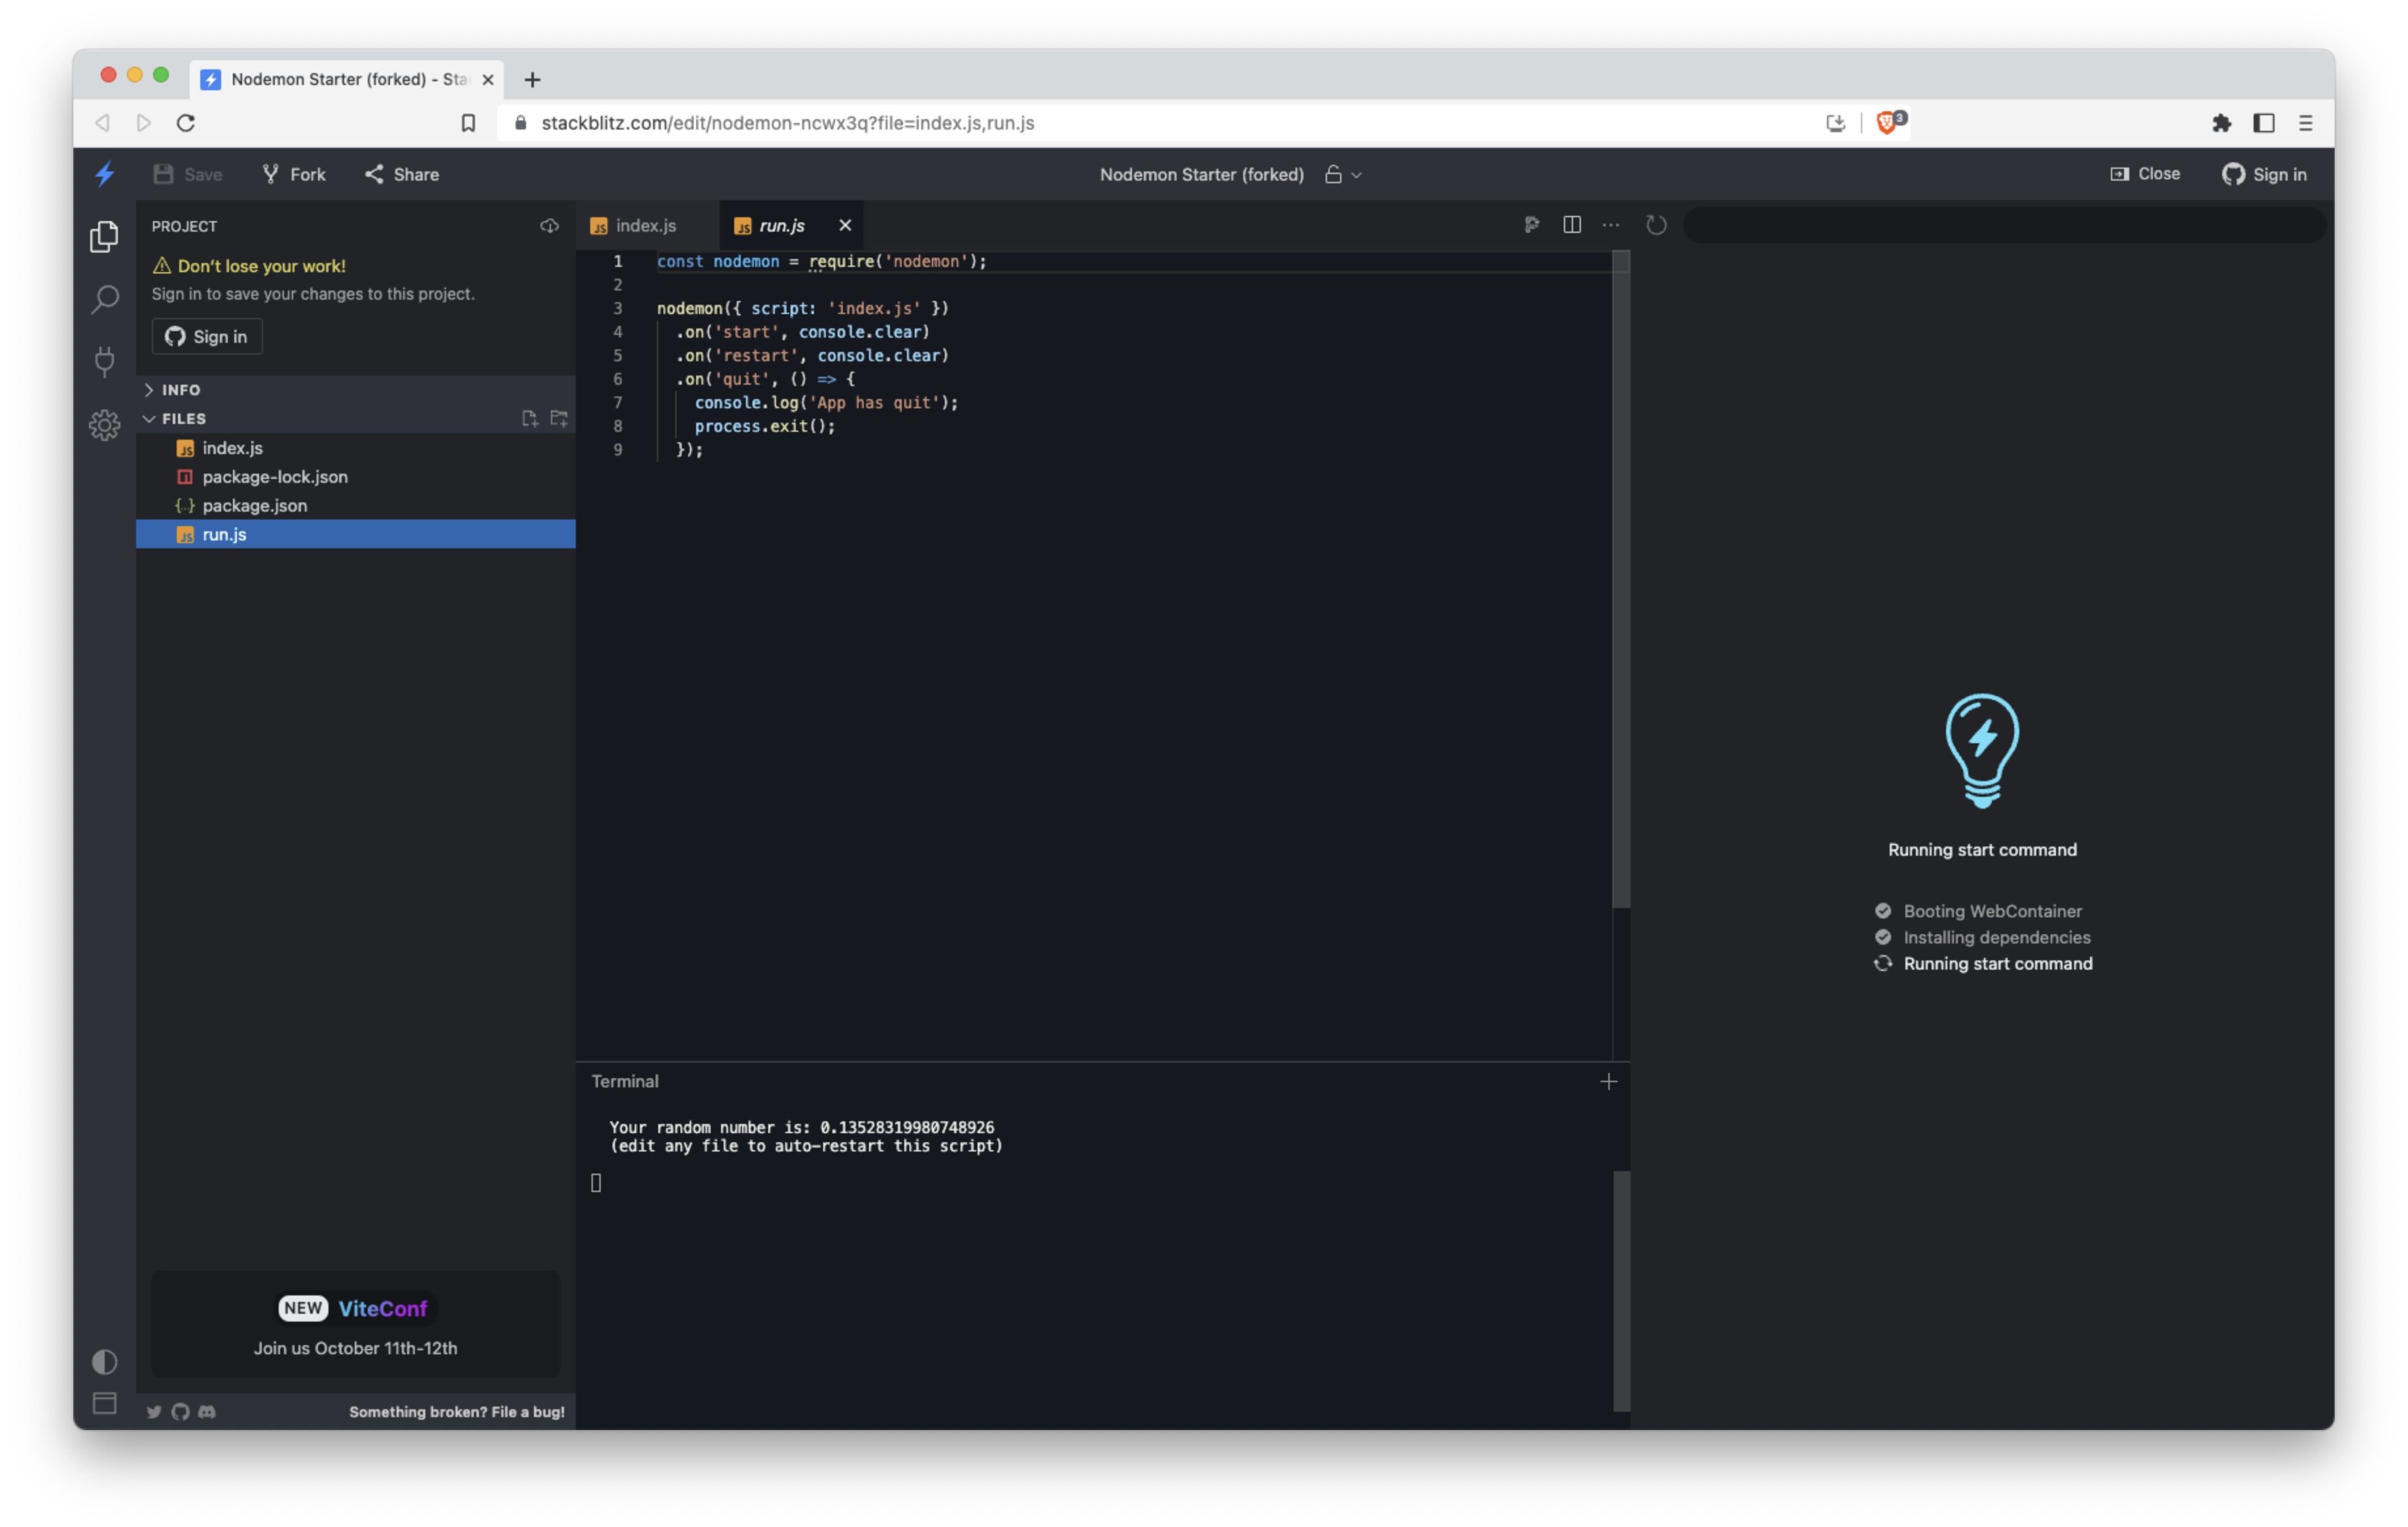 Nodemon Starter (forked) - Sta
stackblitz.com/edit/nodemon-ncwx3q?file=index.js,run.js
3
Save
Fork
Share
Nodemon Starter (forked)
Close
Sign in
PROJECT
Don't lose your work!
Sign in to save your changes to this project.
Sign in
INFO
FILES
JS index.js
package-lock.json
{..} package.json
JS run.js
NEW ViteConf
Join us October 11th-12th
Something broken? File a bug!
JS index.js
JS run.js
1 const nodemon = require('nodemon');
2
3 nodemon({ script: 'index.js' })
4 .on('start', console.clear)
5 .on('restart', console.clear)
6 .on('quit', () => {
7 console.log('App has quit');
8 process.exit();
9 });
Terminal
Your random number is: 0.13528319980748926
(edit any file to auto-restart this script)
Running start command
Booting WebContainer
Installing dependencies
Running start command